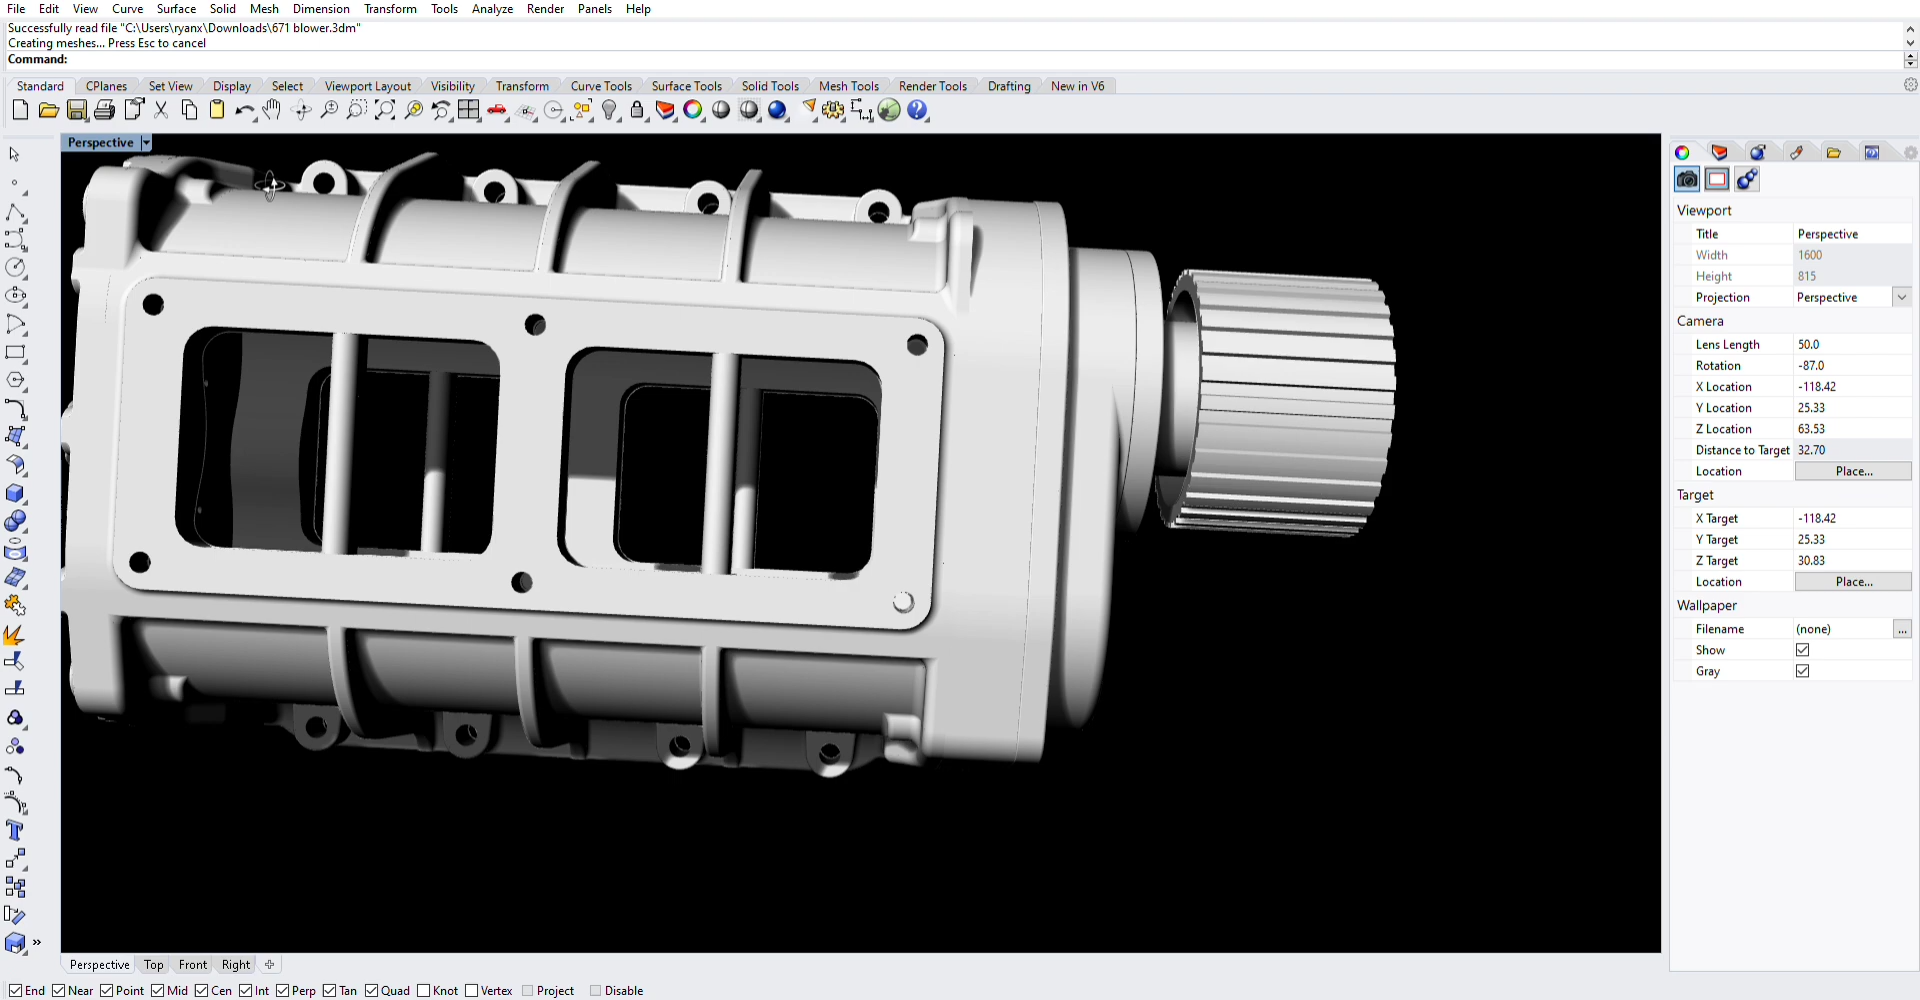 File Edit View Curve Surface Solid Mesh Dimension Transform Tools Analyze Render Panels Help
Successfully read file "C:\Users\ryanx\Downloads\671 blower.3dm"
Creating meshes... Press Esc to cancel
Command:
Standard CPlanes Set View Display Select Viewport Layout Visibility Transform Curve Tools Surface Tools Solid Tools Mesh Tools Render Tools Drafting New in V6
Perspective
Viewport
Title Perspective
Width 1600
Height 815
Projection Perspective
Camera
Lens Length 50.0
Rotation -87.0
X Location -118.42
Y Location 25.33
Z Location 63.53
Distance to Target 32.70
Location Place...
Target
X Target -118.42
Y Target 25.33
Z Target 30.83
Location Place...
Wallpaper
Filename (none) ...
Show
Gray
Perspective Top Front Right
End Near Point Mid Cen Int Perp Tan Quad Knot Vertex Project Disable